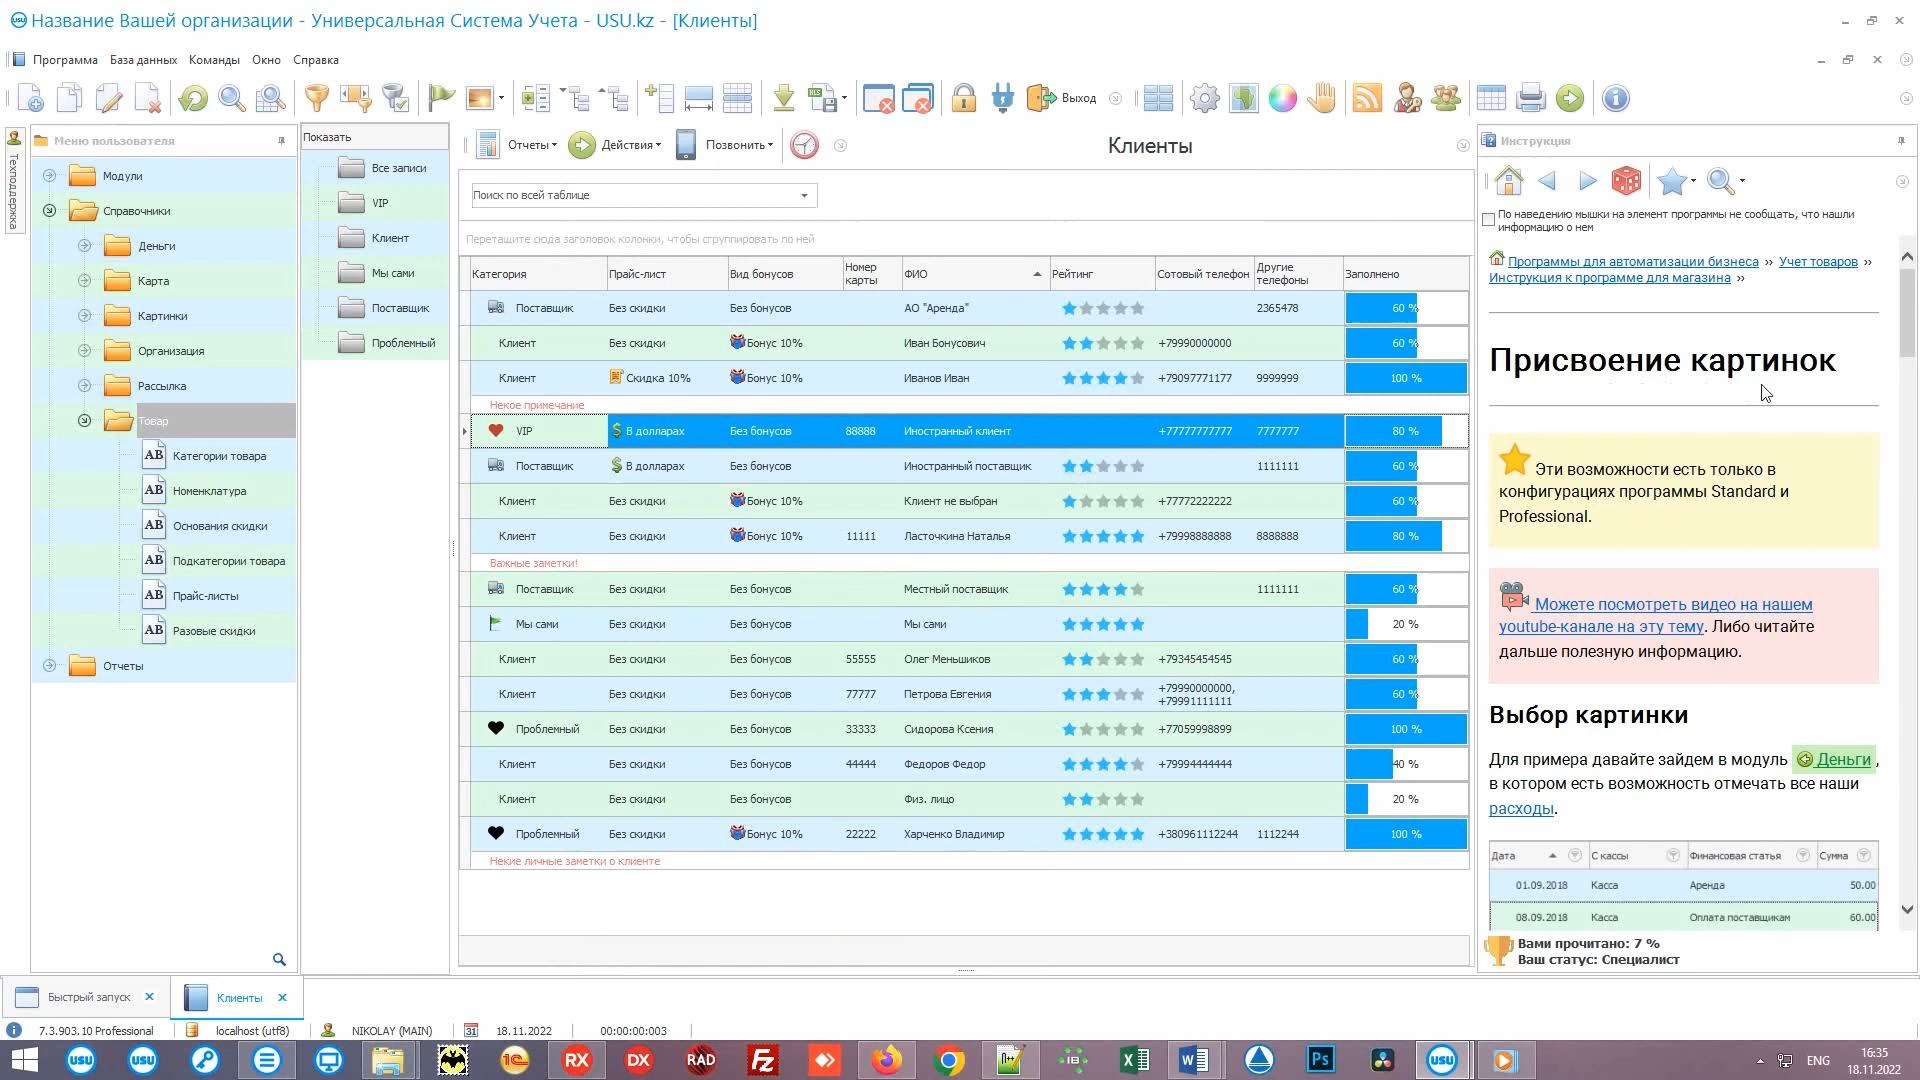 Название Вашей организации - Универсальная Система Учета - USU.kz - [Клиенты]
Программа База данных Команды Окно Справка
Выход
Техподдержка
Меню пользователя
Модули
Справочники
Деньги
Карта
Картинки
Организация
Рассылка
Товар
Категории товара
Номенклатура
Основания скидки
Подкатегории товара
Прайс-листы
Разовые скидки
Отчеты
Показать
Все записи
VIP
Клиент
Мы сами
Поставщик
Проблемный
Отчеты Действия Позвонить
Клиенты
Поиск по всей таблице
Перетащите сюда заголовок колонки, чтобы сгруппировать по ней
Категория Прайс-лист Вид бонусов Номер карты ФИО Рейтинг Сотовый телефон Другие телефоны Заполнено
Поставщик Без скидки Без бонусов АО "Аренда" 2365478 60 %
Клиент Без скидки Бонус 10% Иван Бонусович +79990000000 60 %
Клиент Скидка 10% Бонус 10% Иванов Иван +79097771177 9999999 100 %
Некое примечание
VIP В долларах Без бонусов 88888 Иностранный клиент +77777777777 7777777 80 %
Поставщик В долларах Без бонусов Иностранный поставщик 1111111 60 %
Клиент Без скидки Бонус 10% Клиент не выбран +77772222222 60 %
Клиент Без скидки Бонус 10% 11111 Ласточкина Наталья +79998888888 8888888 80 %
Важные заметки!
Поставщик Без скидки Без бонусов Местный поставщик 1111111 60 %
Мы сами Без скидки Без бонусов Мы сами 20 %
Клиент Без скидки Без бонусов 55555 Олег Меньшиков +79345454545 60 %
Клиент Без скидки Без бонусов 77777 Петрова Евгения +79990000000, +79991111111 60 %
Проблемный Без скидки Без бонусов 33333 Сидорова Ксения +77059998899 100 %
Клиент Без скидки Без бонусов 44444 Федоров Федор +79994444444 40 %
Клиент Без скидки Без бонусов Физ. лицо 20 %
Проблемный Без скидки Бонус 10% 22222 Харченко Владимир +380961112244 1112244 100 %
Некие личные заметки о клиенте
Инструкция
По наведению мышки на элемент программы не сообщать, что нашли
информацию о нем
Программы для автоматизации бизнеса ›› Учет товаров ››
Инструкция к программе для магазина ››
Присвоение картинок
Эти возможности есть только в
конфигурациях программы Standard и
Professional.
Можете посмотреть видео на нашем
youtube-канале на эту тему. Либо читайте
дальше полезную информацию.
Выбор картинки
Для примера давайте зайдем в модуль Деньги ,
в котором есть возможность отмечать все наши
расходы.
Дата С кассы Финансовая статья Сумма
01.09.2018 Касса Аренда 50.00
08.09.2018 Касса Оплата поставщикам 60.00
Вами прочитано: 7 %
Ваш статус: Специалист
Быстрый запуск Клиенты
7.3.903.10 Professional localhost (utf8) NIKOLAY (MAIN) 31 18.11.2022 00:00:00:003
USU USU 1C RX DX RAD FZ IB X W Ps USU ENG 16:35
18.11.2022